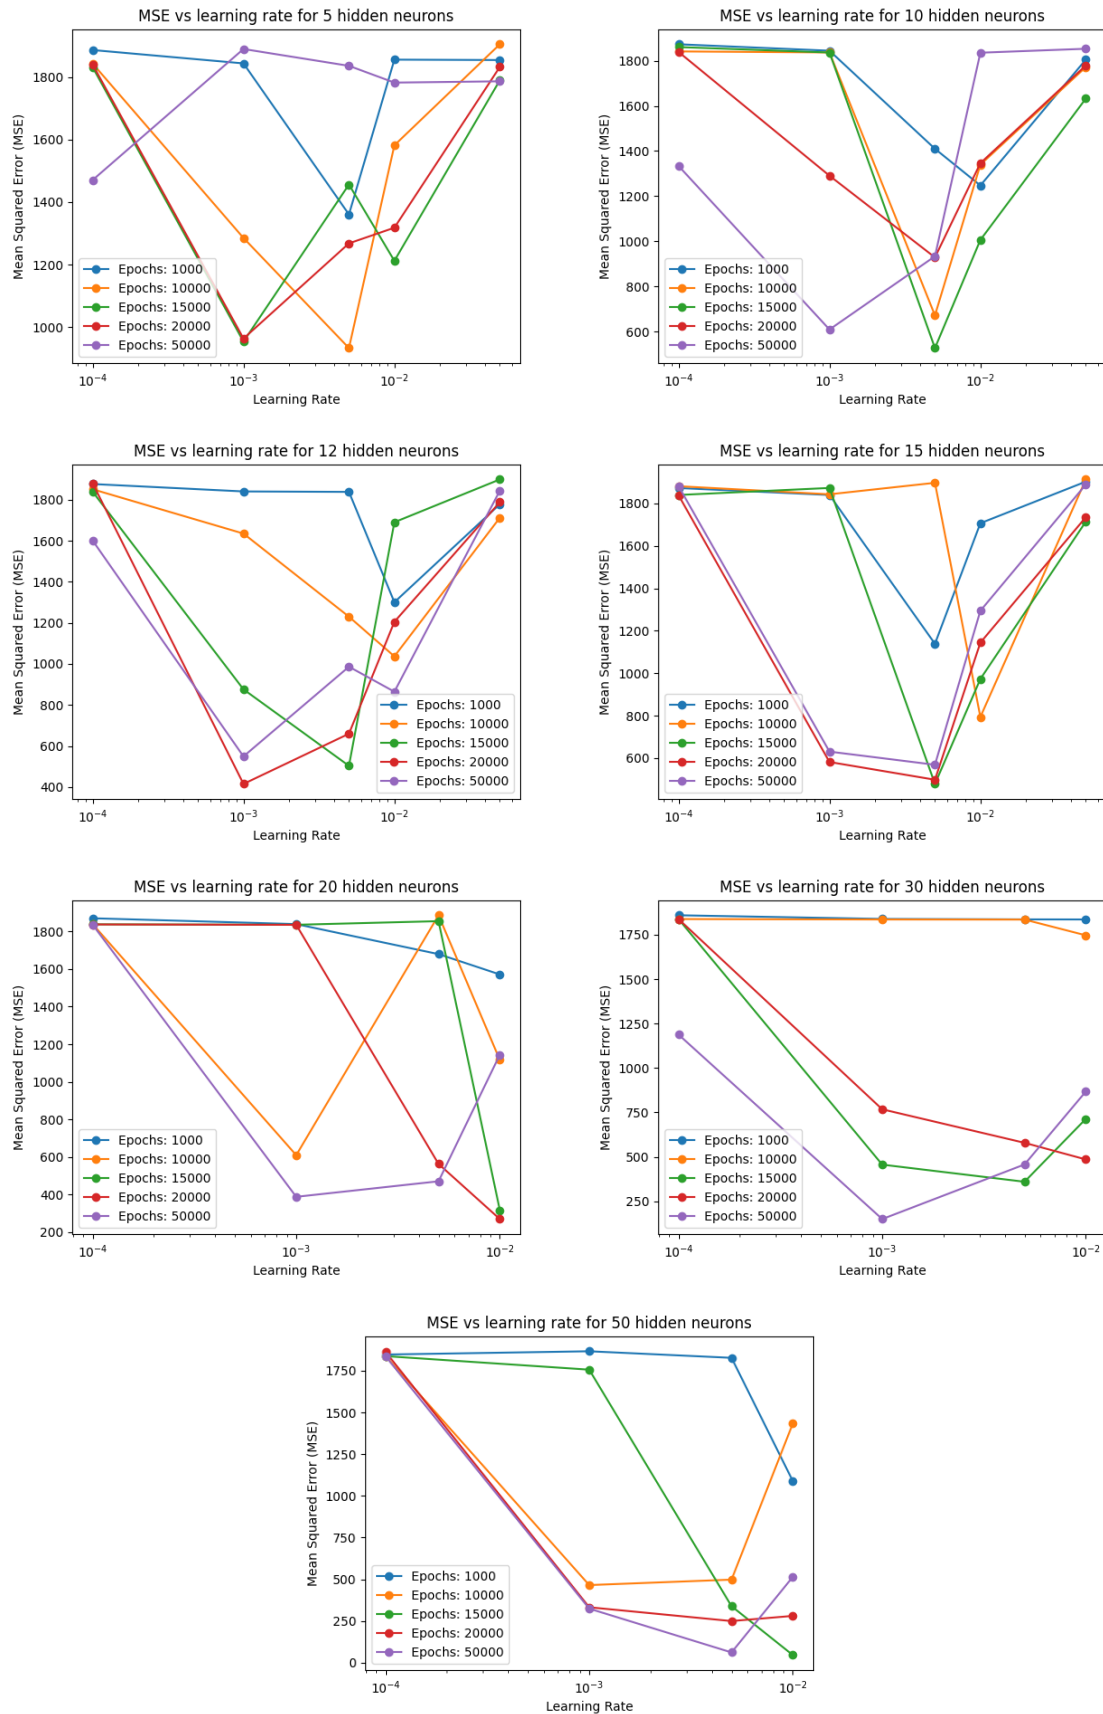 MSE vs learning rate for 5 hidden neurons
Mean Squared Error (MSE)
1800
1600
1400
1200
1000
Epochs: 1000
Epochs: 10000
Epochs: 15000
Epochs: 20000
Epochs: 50000
10⁻⁴
10⁻³
10⁻²
Learning Rate
MSE vs learning rate for 10 hidden neurons
Mean Squared Error (MSE)
1800
1600
1400
1200
1000
800
600
Epochs: 1000
Epochs: 10000
Epochs: 15000
Epochs: 20000
Epochs: 50000
10⁻⁴
10⁻³
10⁻²
Learning Rate
MSE vs learning rate for 12 hidden neurons
Mean Squared Error (MSE)
1800
1600
1400
1200
1000
800
600
400
Epochs: 1000
Epochs: 10000
Epochs: 15000
Epochs: 20000
Epochs: 50000
10⁻⁴
10⁻³
10⁻²
Learning Rate
MSE vs learning rate for 15 hidden neurons
Mean Squared Error (MSE)
1800
1600
1400
1200
1000
800
600
Epochs: 1000
Epochs: 10000
Epochs: 15000
Epochs: 20000
Epochs: 50000
10⁻⁴
10⁻³
10⁻²
Learning Rate
MSE vs learning rate for 20 hidden neurons
Mean Squared Error (MSE)
1800
1600
1400
1200
1000
800
600
400
200
Epochs: 1000
Epochs: 10000
Epochs: 15000
Epochs: 20000
Epochs: 50000
10⁻⁴
10⁻³
10⁻²
Learning Rate
MSE vs learning rate for 30 hidden neurons
Mean Squared Error (MSE)
1750
1500
1250
1000
750
500
250
Epochs: 1000
Epochs: 10000
Epochs: 15000
Epochs: 20000
Epochs: 50000
10⁻⁴
10⁻³
10⁻²
Learning Rate
MSE vs learning rate for 50 hidden neurons
Mean Squared Error (MSE)
1750
1500
1250
1000
750
500
250
0
Epochs: 1000
Epochs: 10000
Epochs: 15000
Epochs: 20000
Epochs: 50000
10⁻⁴
10⁻³
10⁻²
Learning Rate